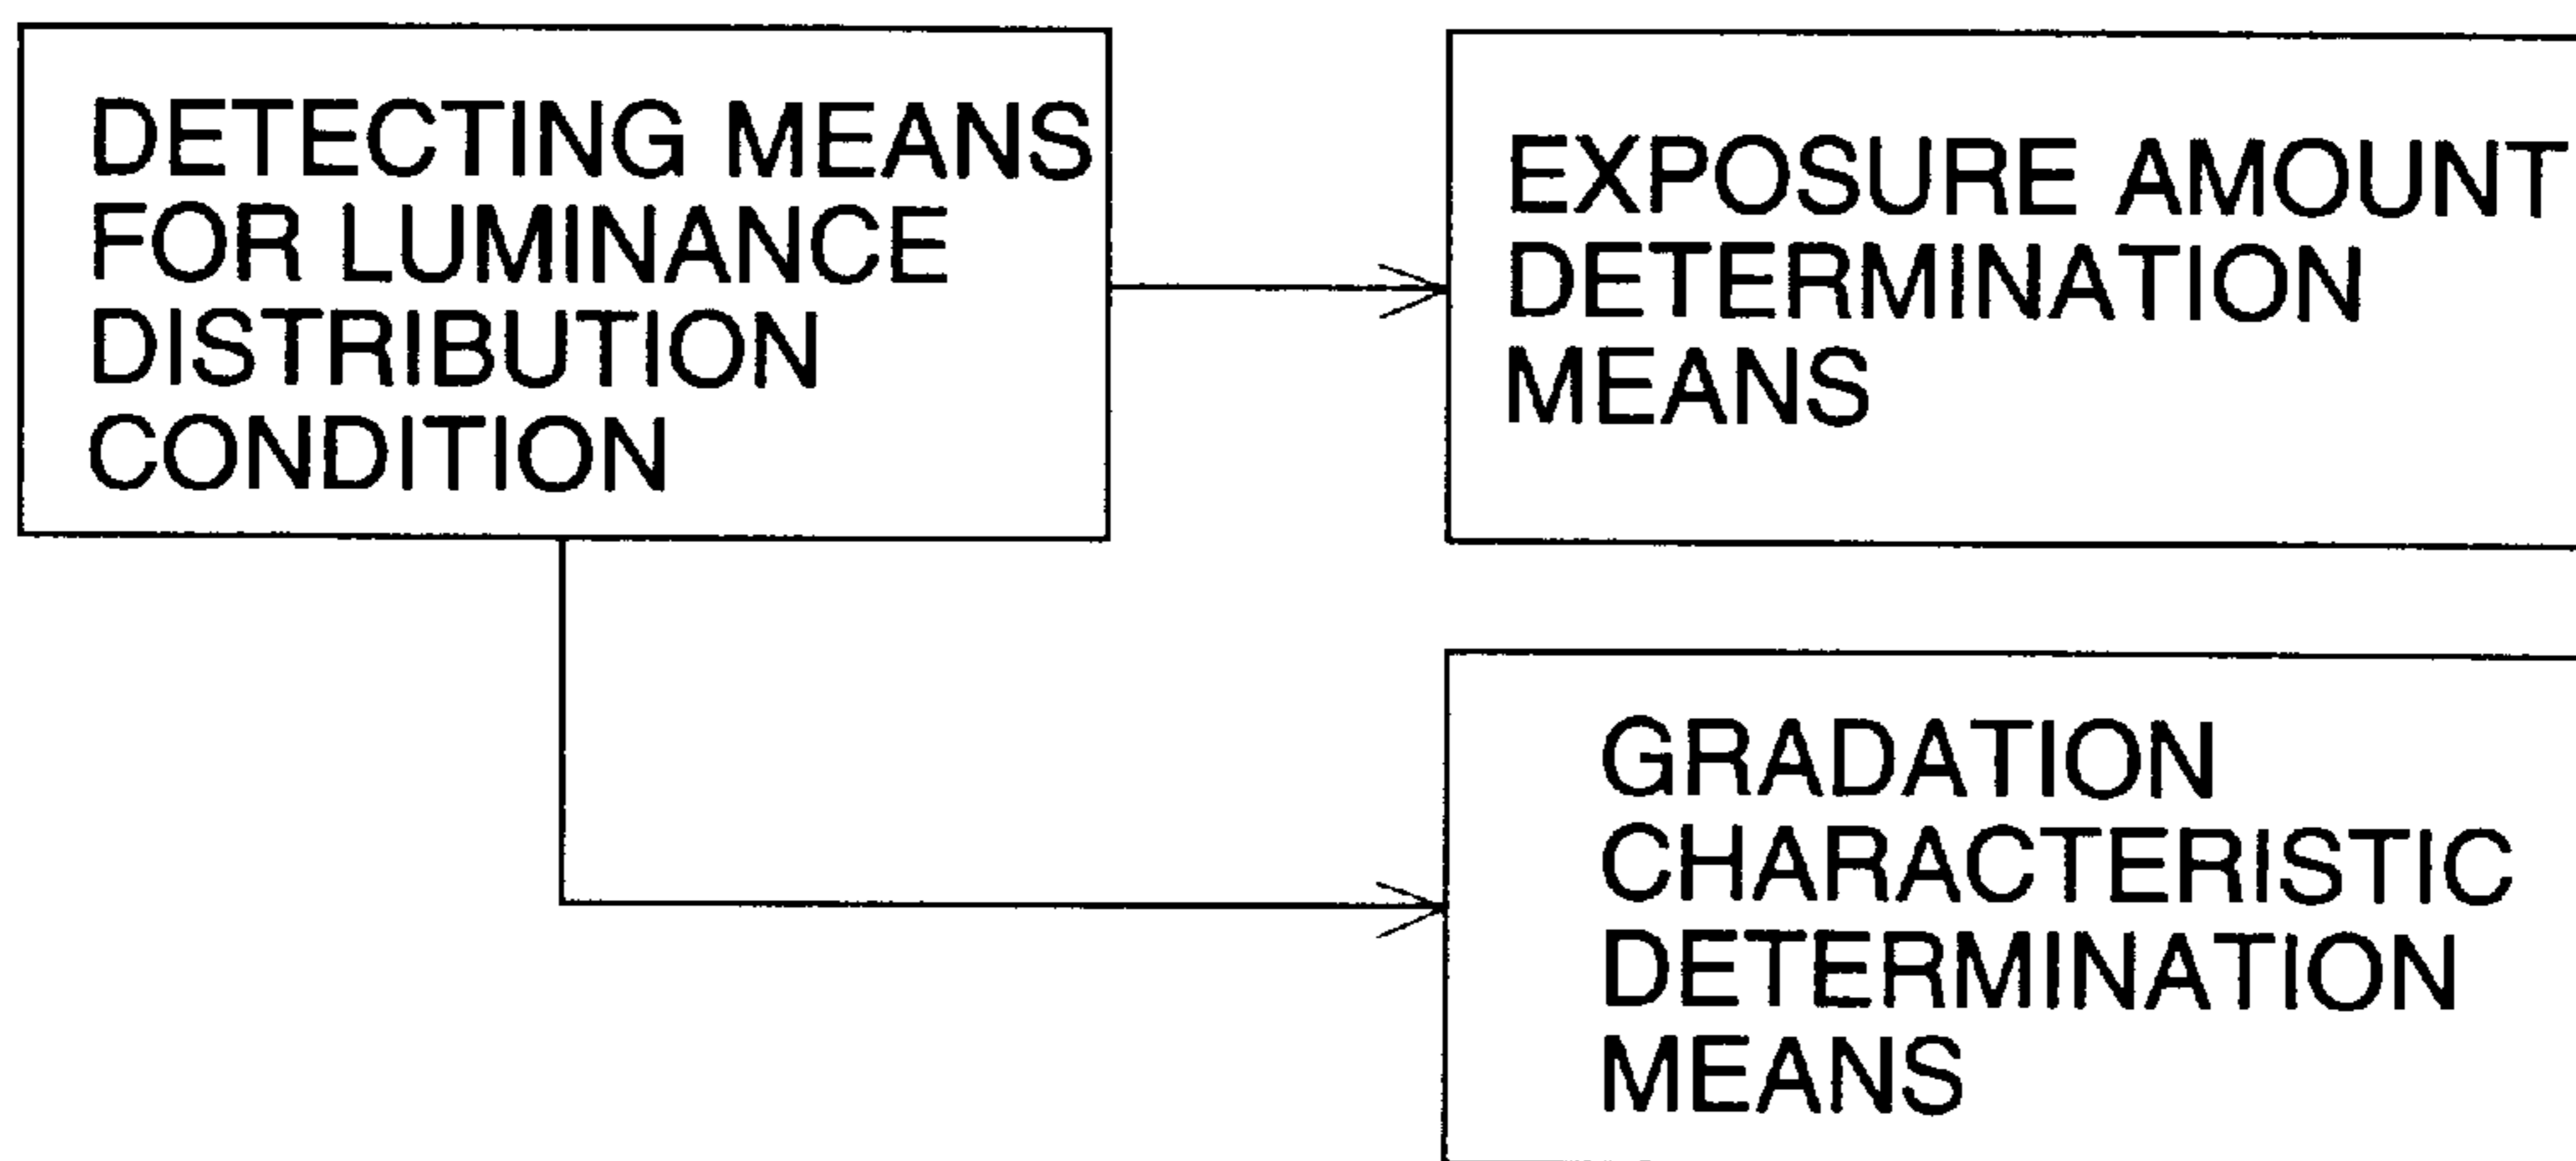 DETECTING MEANS
FOR LUMINANCE
DISTRIBUTION
CONDITION
EXPOSURE AMOUNT
DETERMINATION
MEANS
GRADATION
CHARACTERISTIC
DETERMINATION
MEANS